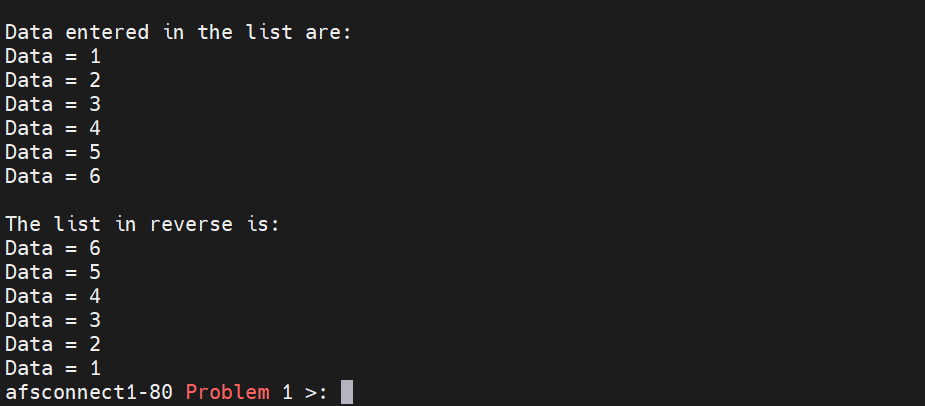 Data entered in the list are:
Data = 1
Data = 2
Data = 3
Data = 4
Data = 5
Data = 6
The list in reverse is:
Data = 6
Data = 5
Data = 4
Data = 3
Data = 2
Data = 1
afsconnect1-80 Problem 1 >: